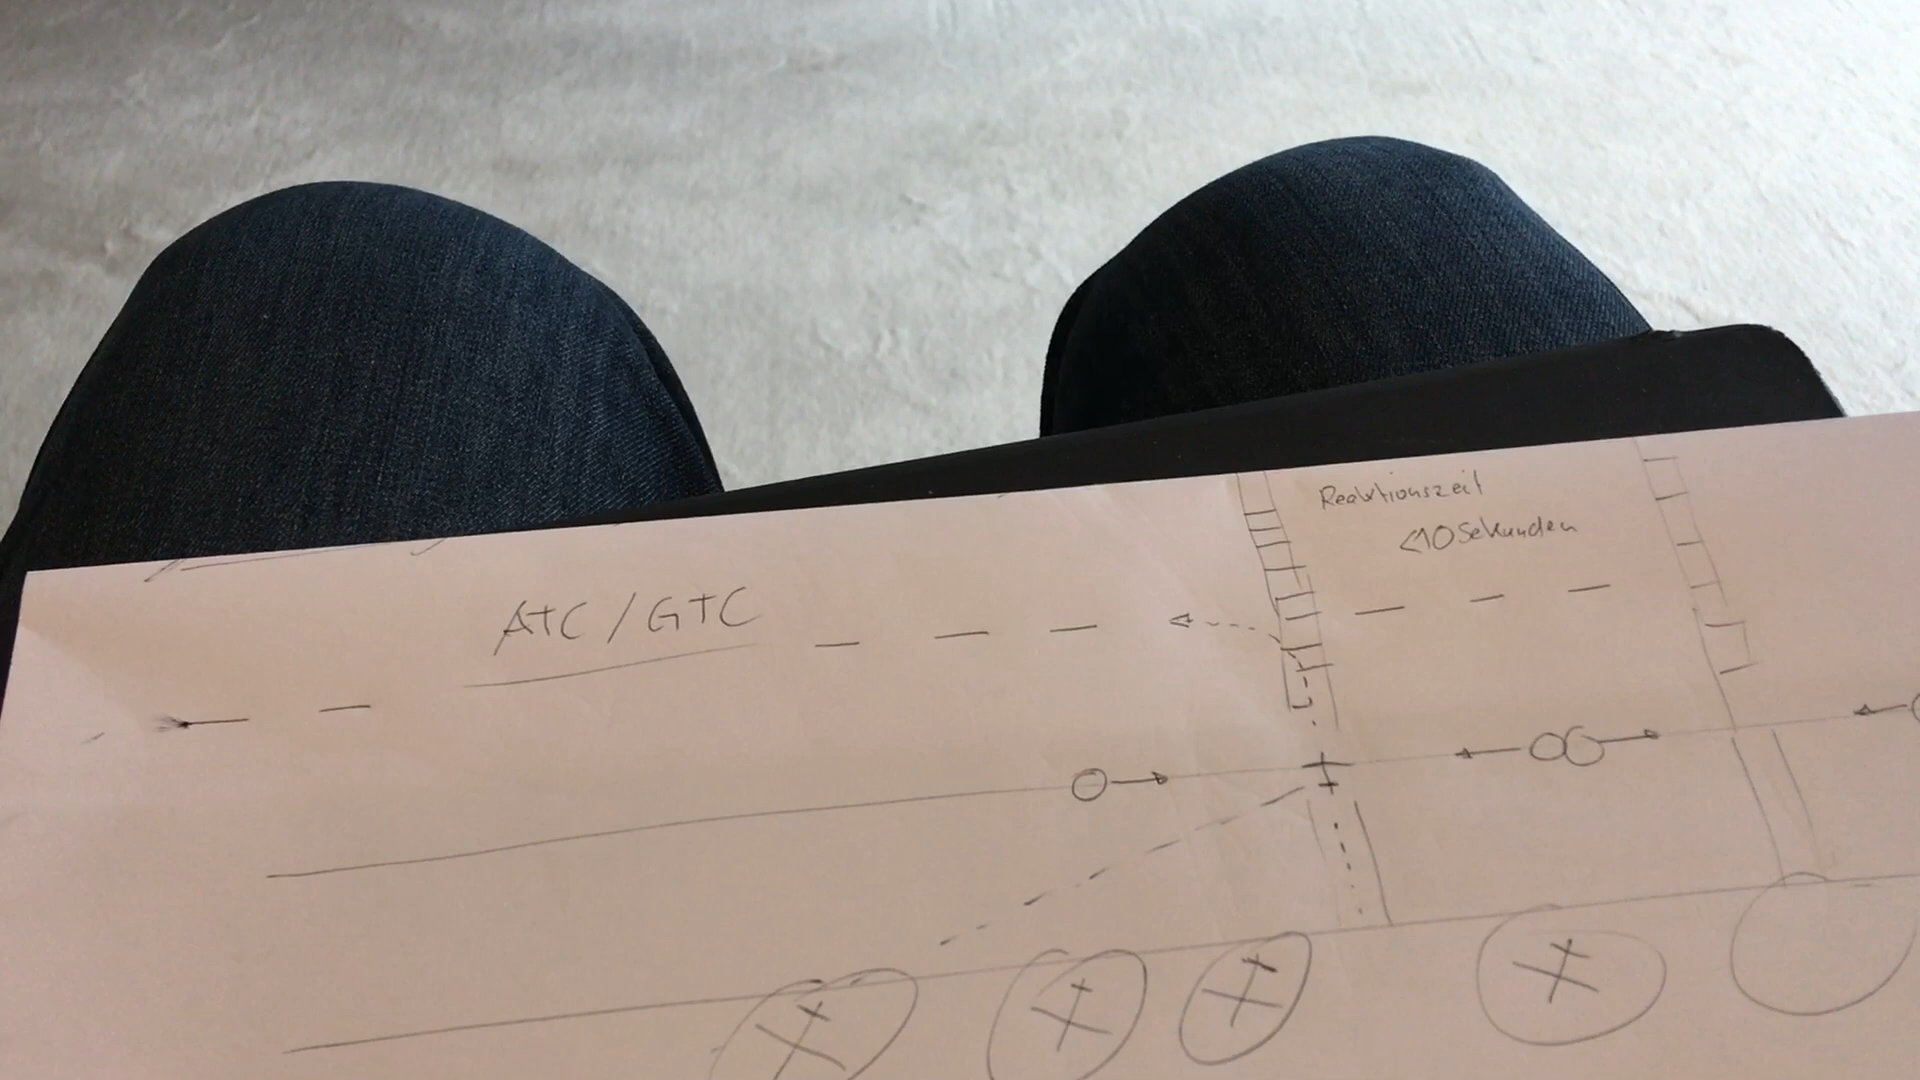 Reaktionszeit
<10 Sekunden
ATC / GTC